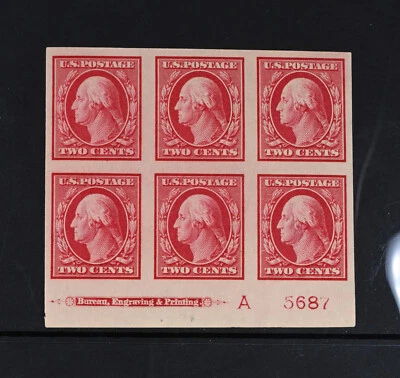 U.S.POSTAGE U.S.POSTAGE U.S.POSTAGE
TWO CENTS TWO CENTS TWO CENTS
U.S.POSTAGE U.S.POSTAGE U.S.POSTAGE
TWO CENTS TWO CENTS TWO CENTS
Bureau, Engraving & Printing. A 5687